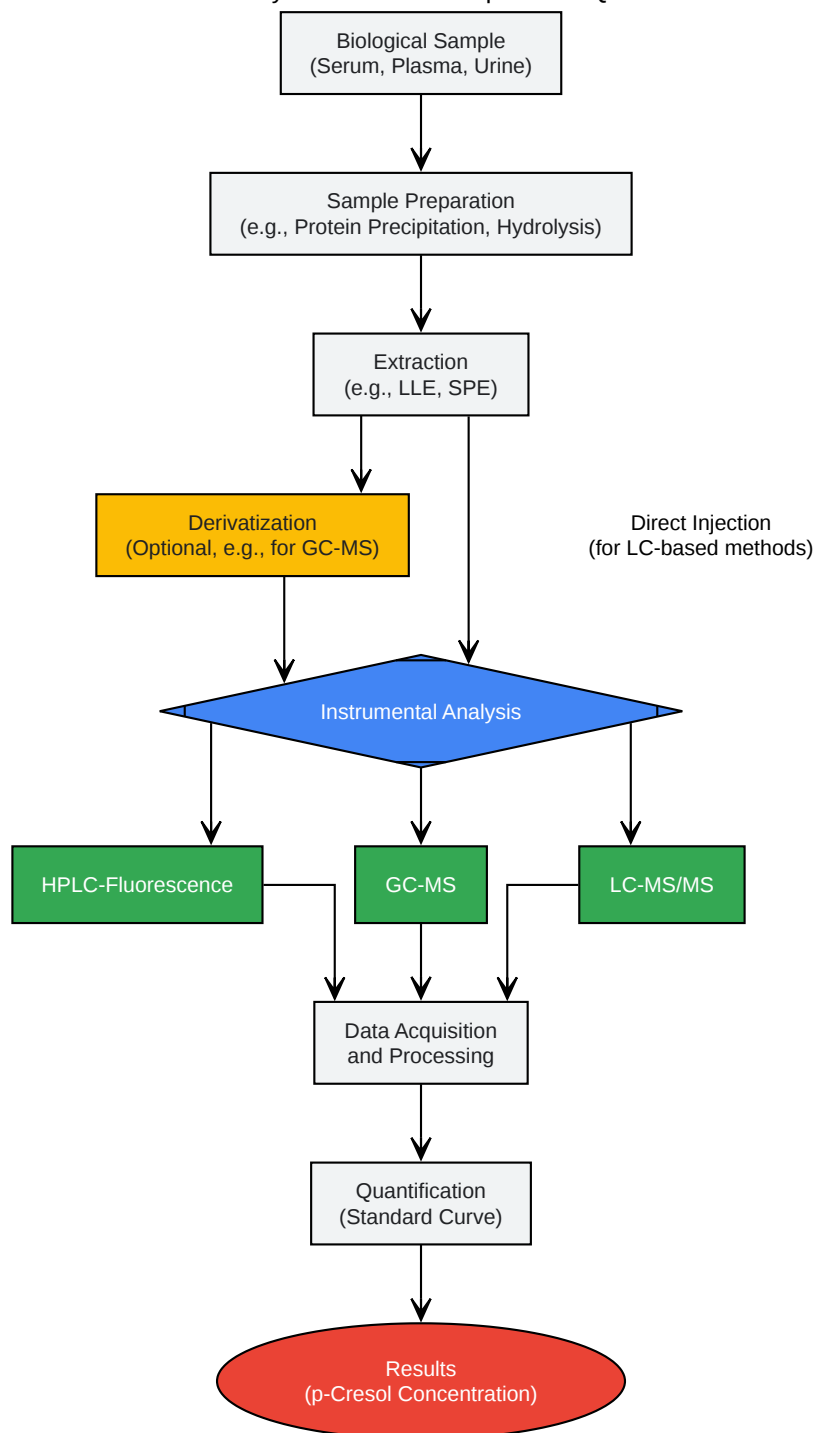 Biological Sample
(Serum, Plasma, Urine)
Sample Preparation
(e.g., Protein Precipitation, Hydrolysis)
Extraction
(e.g., LLE, SPE)
Derivatization
(Optional, e.g., for GC-MS)
Direct Injection
(for LC-based methods)
Instrumental Analysis
HPLC-Fluorescence
GC-MS
LC-MS/MS
Data Acquisition
and Processing
Quantification
(Standard Curve)
Results
(p-Cresol Concentration)